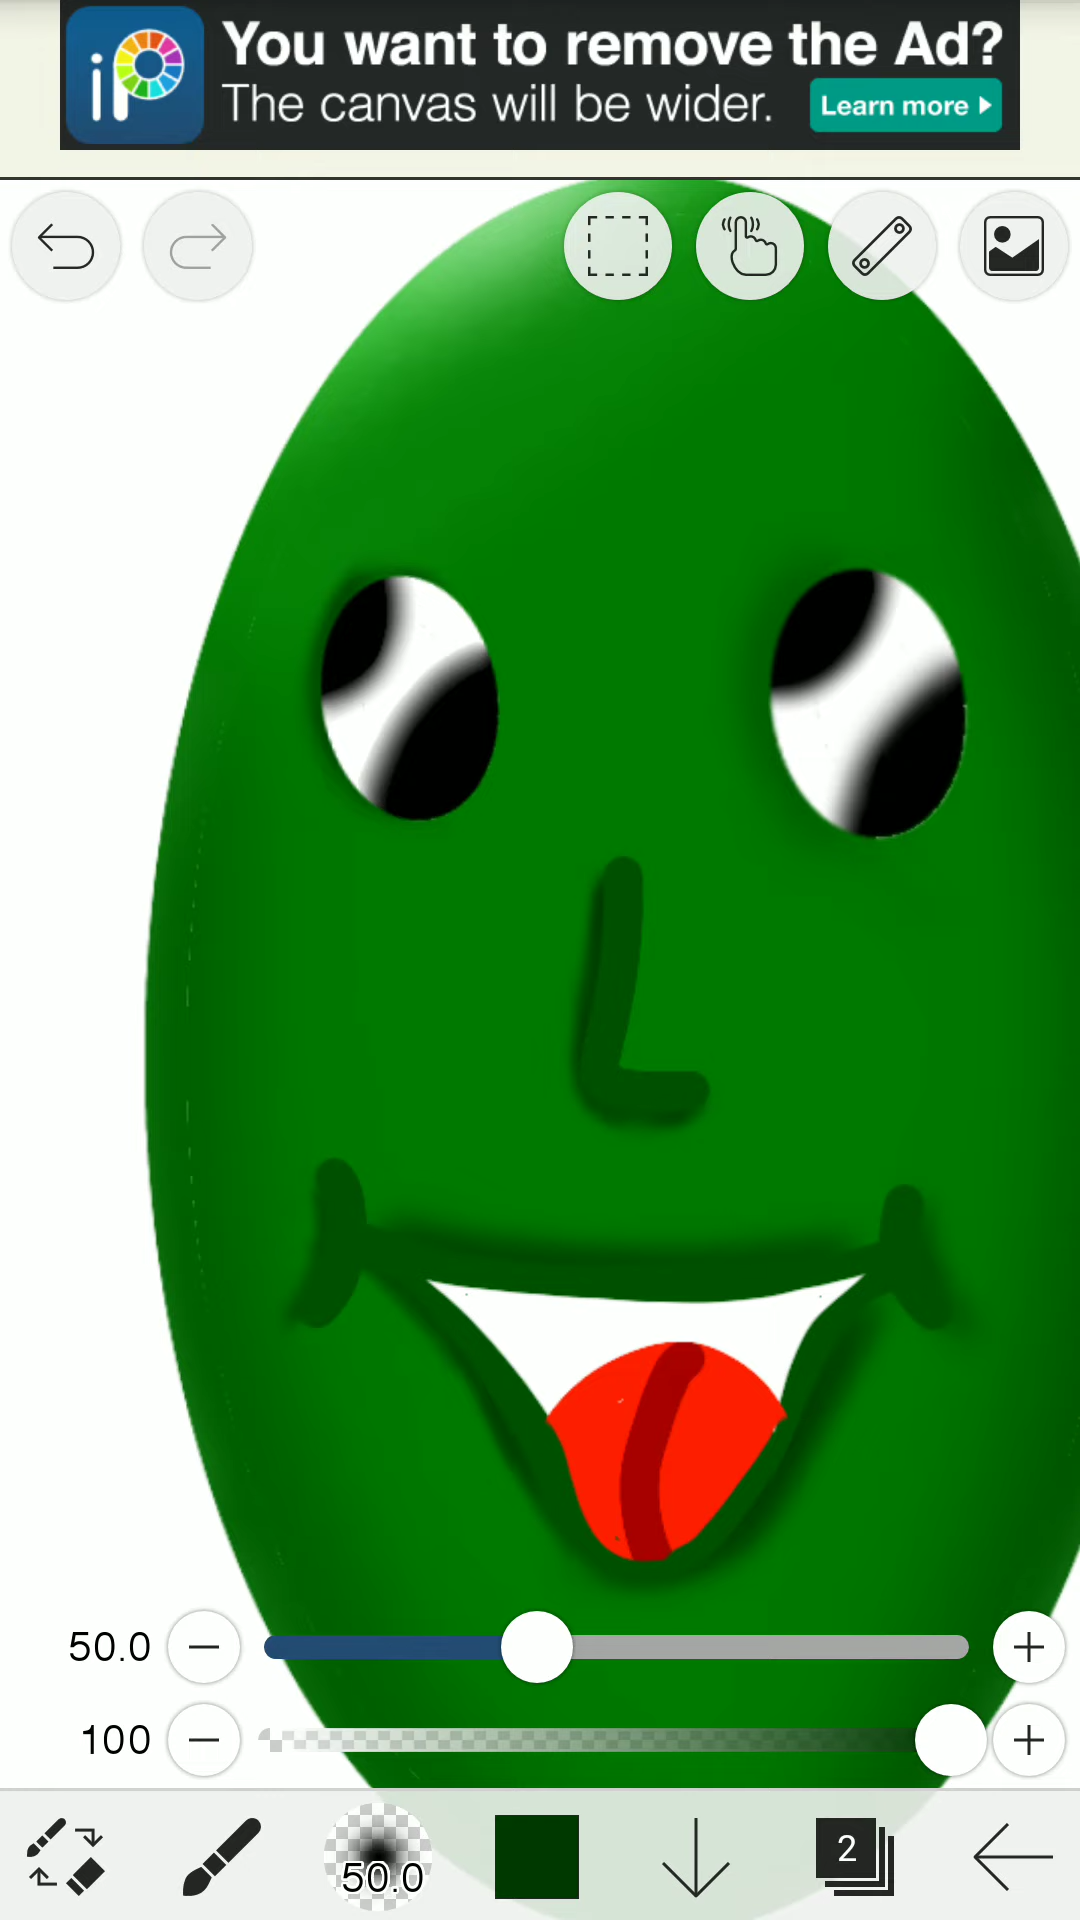 iP
You want to remove the Ad?
The canvas will be wider.
Learn more
50.0
100
50.0
2